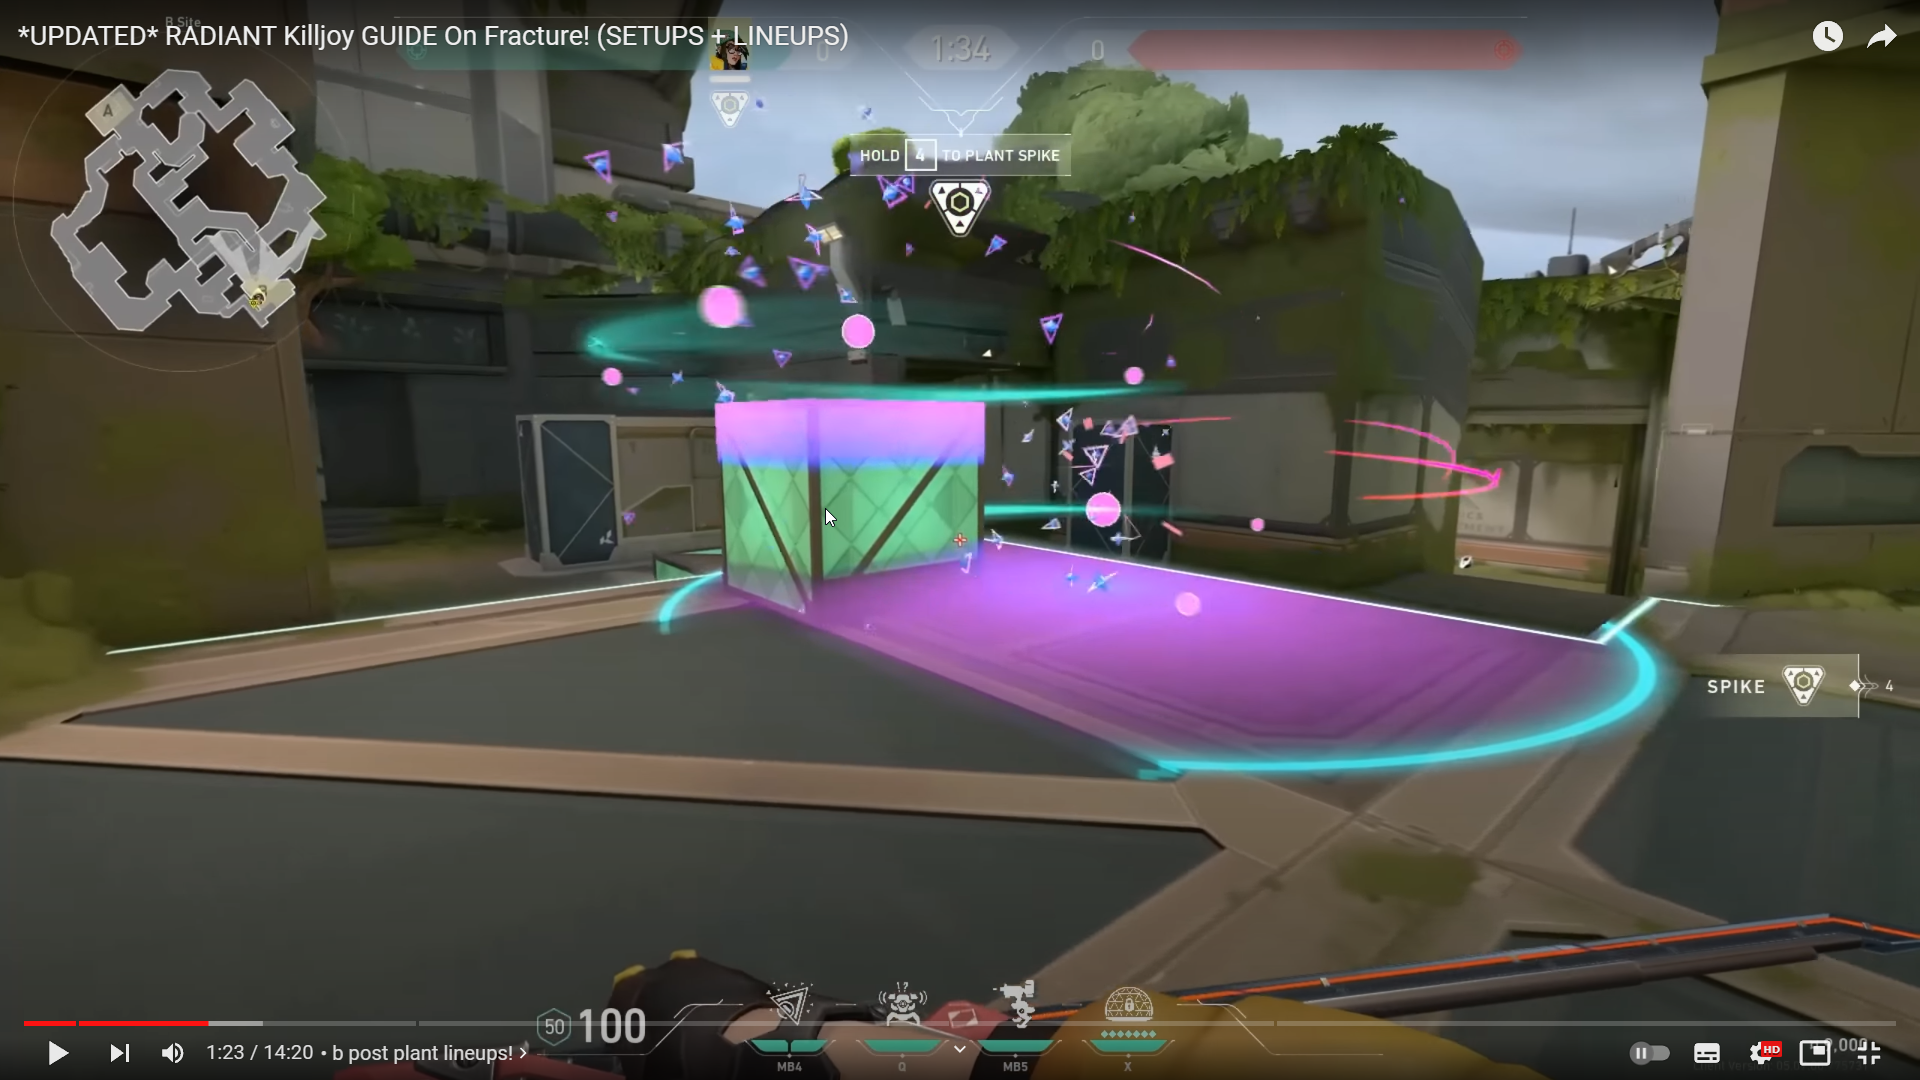 B Site
*UPDATED* RADIANT Killjoy GUIDE On Fracture! (SETUPS + LINEUPS)
0 1:34 0
A
HOLD 4 TO PLANT SPIKE
SPIKE 4
50 100
MB4 Q MB5 X
1:23 / 14:20 • b post plant lineups! >
HD